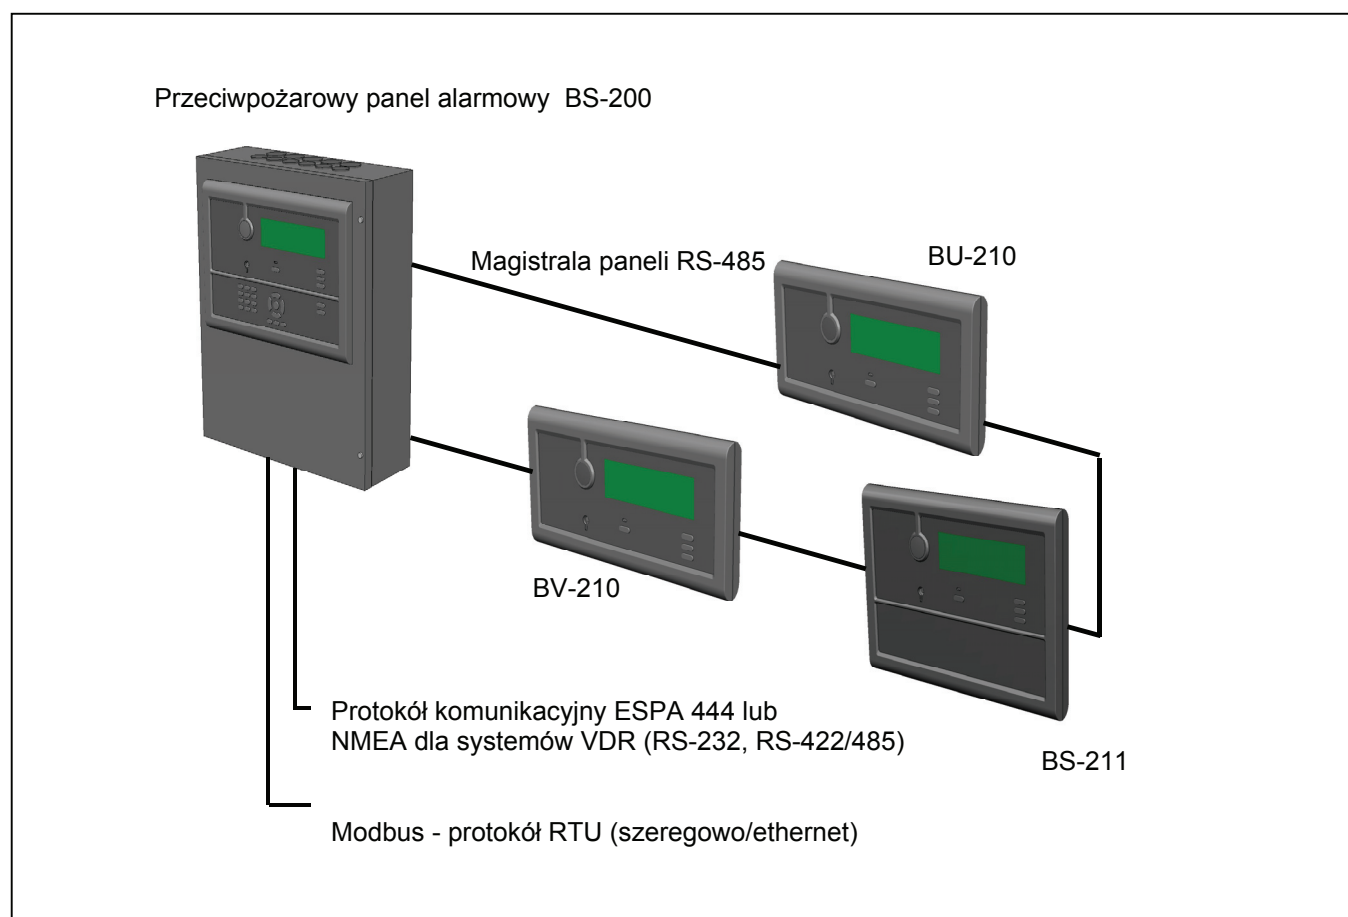 Przeciwpożarowy panel alarmowy BS-200
Magistrala paneli RS-485
BU-210
BV-210
BS-211
Protokół komunikacyjny ESPA 444 lub
NMEA dla systemów VDR (RS-232, RS-422/485)
Modbus - protokół RTU (szeregowo/ethernet)